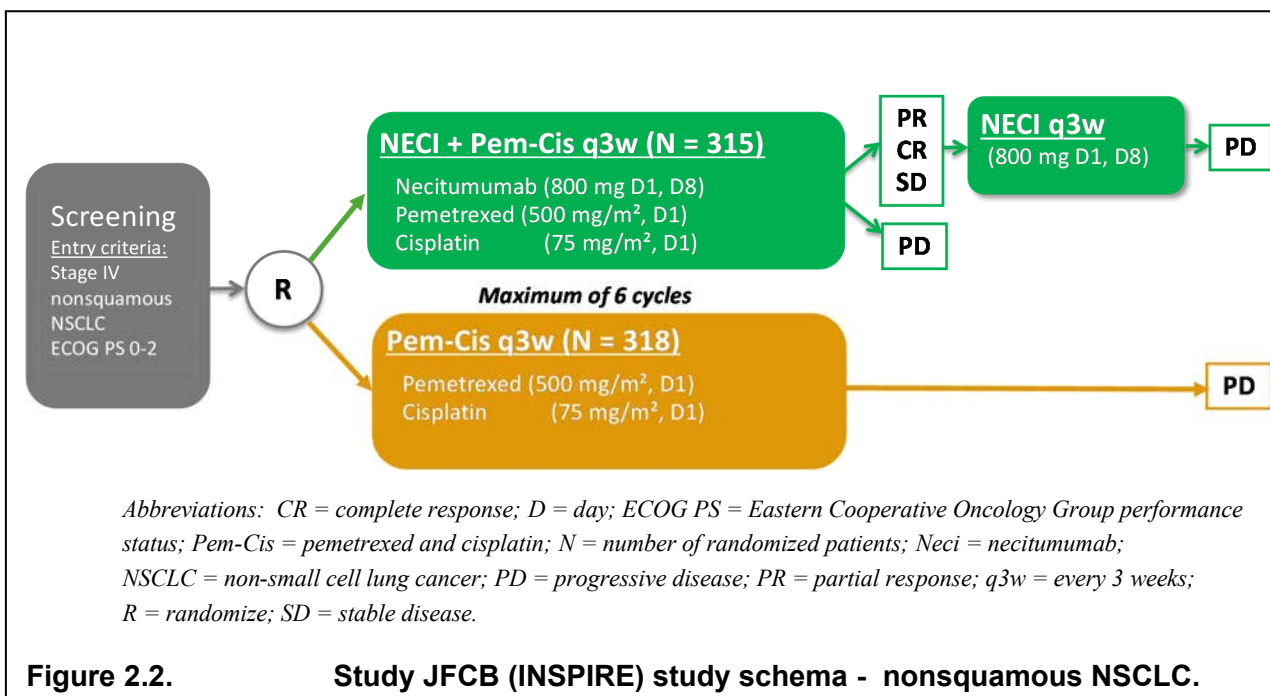 Screening
Entry criteria:
Stage IV
nonsquamous
NSCLC
ECOG PS 0-2
R
NECI + Pem-Cis q3w (N = 315)
Necitumumab (800 mg D1, D8)
Pemetrexed (500 mg/m², D1)
Cisplatin (75 mg/m², D1)
PR
CR
SD
PD
NECI q3w
(800 mg D1, D8)
PD
Maximum of 6 cycles
Pem-Cis q3w (N = 318)
Pemetrexed (500 mg/m², D1)
Cisplatin (75 mg/m², D1)
PD
Abbreviations: CR = complete response; D = day; ECOG PS = Eastern Cooperative Oncology Group performance
status; Pem-Cis = pemetrexed and cisplatin; N = number of randomized patients; Neci = necitumumab;
NSCLC = non-small cell lung cancer; PD = progressive disease; PR = partial response; q3w = every 3 weeks;
R = randomize; SD = stable disease.
Figure 2.2. Study JFCB (INSPIRE) study schema - nonsquamous NSCLC.